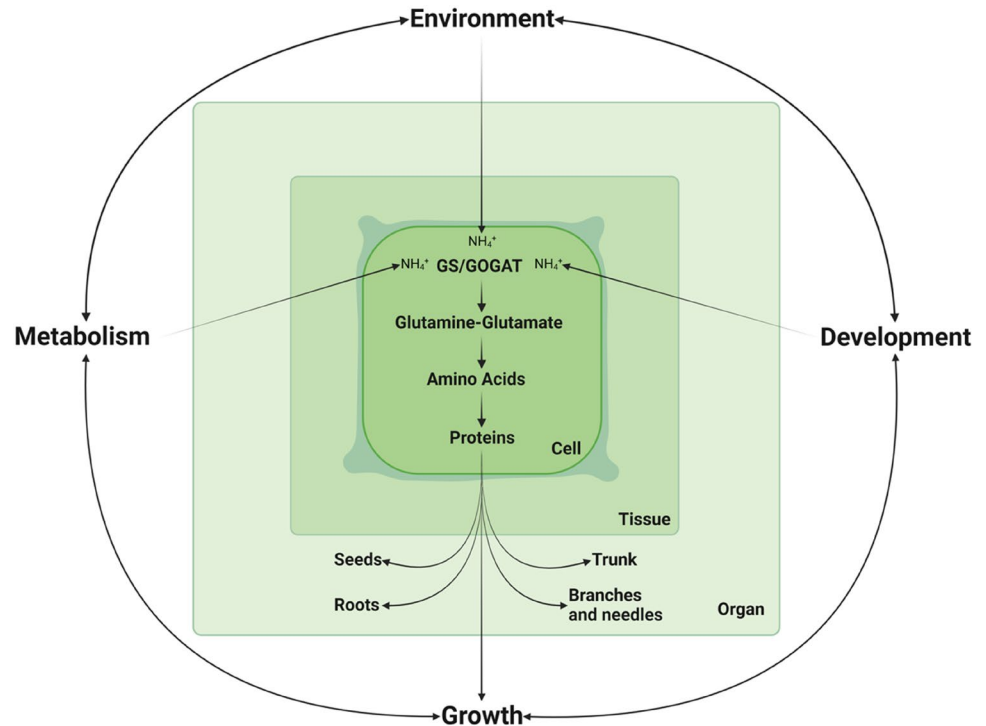 Environment
NH₄⁺
NH₄⁺ GS/GOGAT NH₄⁺
Glutamine-Glutamate
Metabolism
Development
Amino Acids
Proteins
Cell
Tissue
Seeds
Trunk
Roots
Branches
and needles
Organ
Growth